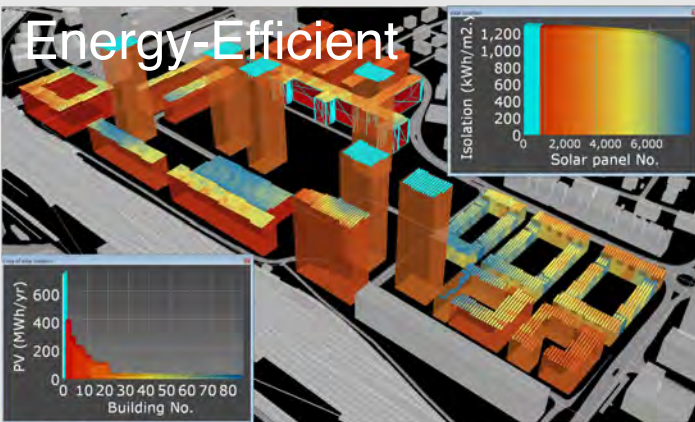 Energy-Efficient
Isolation (kWh/m2.y
1,200
1,000
800
600
400
200
0
0 2,000 4,000 6,000
Solar panel No.
PV (MWh/yr)
600
400
200
0
0 10 20 30 40 50 60 70 80
Building No.